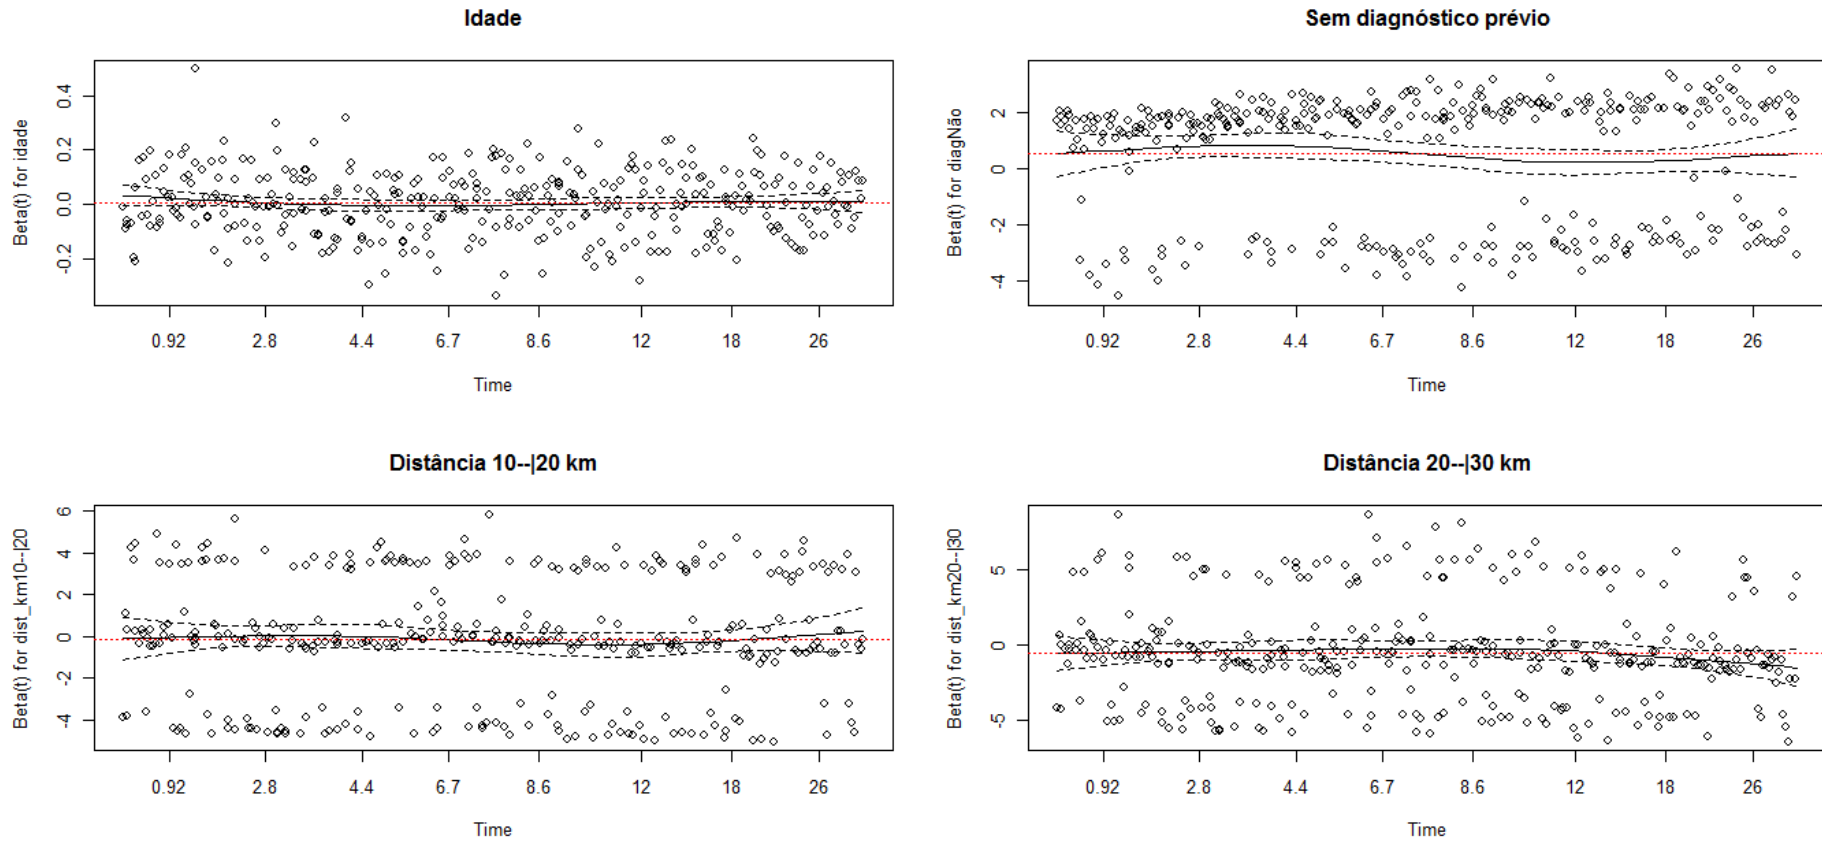 Idade
Beta(t) for idade
0.4
0.2
0.0
-0.2
0.92 2.8 4.4 6.7 8.6 12 18 26
Time
Sem diagnóstico prévio
Beta(t) for diagNão
2
0
-2
-4
0.92 2.8 4.4 6.7 8.6 12 18 26
Time
Distância 10--|20 km
Beta(t) for dist_km10--|20
6
4
2
0
-2
-4
0.92 2.8 4.4 6.7 8.6 12 18 26
Time
Distância 20--|30 km
Beta(t) for dist_km20--|30
5
0
-5
0.92 2.8 4.4 6.7 8.6 12 18 26
Time